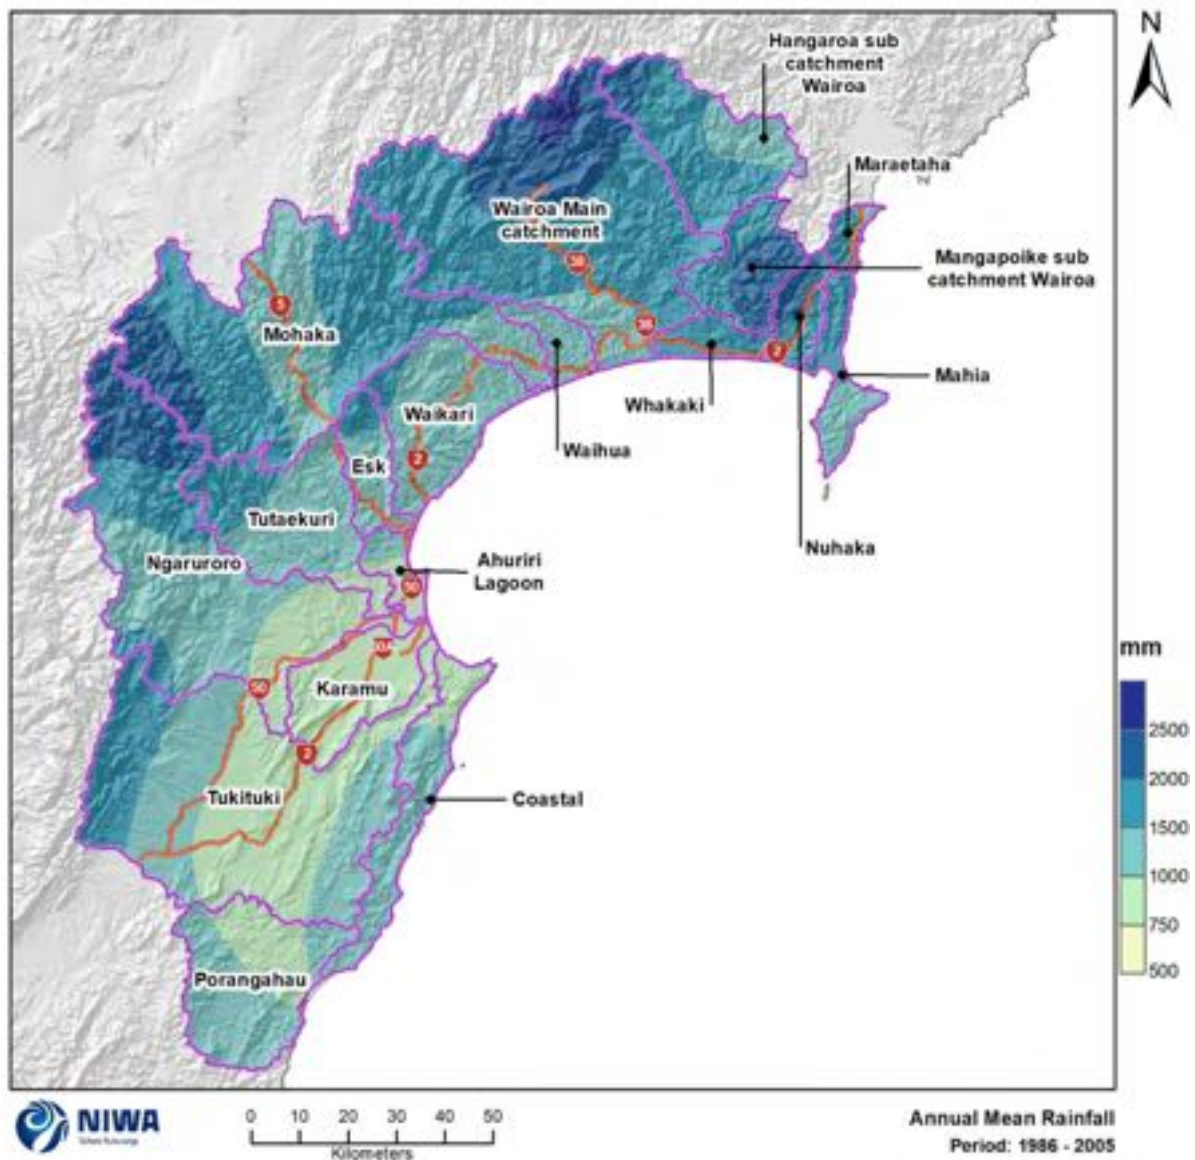 N
Hangaroa sub
catchment
Wairoa
Maraetaha
Wairoa Main
catchment
Mangapoike sub
catchment Wairoa
38
5
Mohaka
38
2
Mahia
Whakaki
Waikari
Waihua
2
Esk
Tutaekuri
Nuhaka
Ngaruroro
Ahuriri
Lagoon
50
mm
50
Karamu
2500
2
2000
Tukituki
Coastal
1500
1000
750
500
Porangahau
NIWA
0 10 20 30 40 50
Kilometers
Annual Mean Rainfall
Period: 1986 - 2005